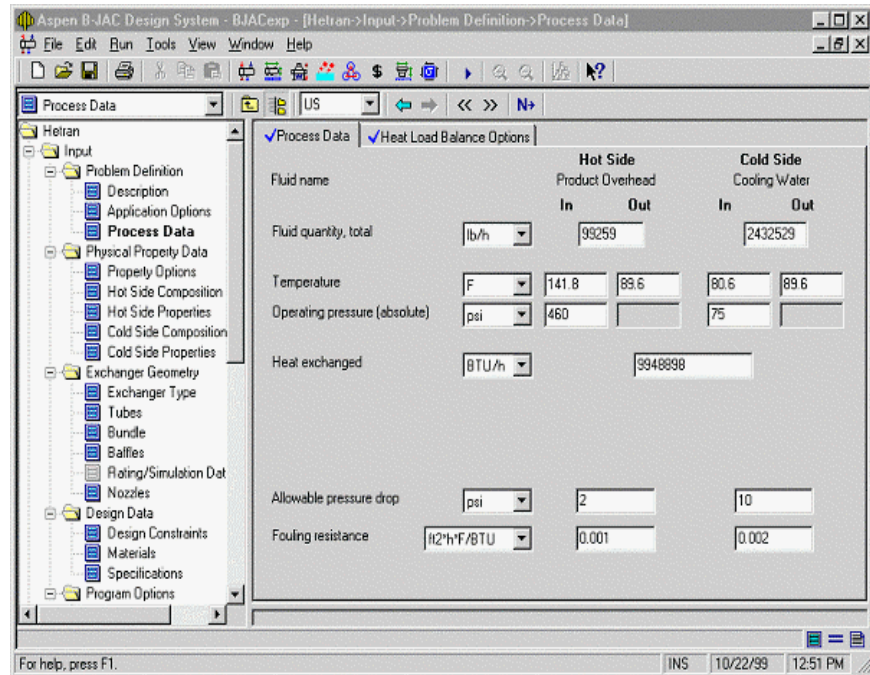 Aspen B-JAC Design System - BJACexp - [Hetran->Input->Problem Definition->Process Data]
File Edit Run Tools View Window Help
Process Data
US
N
Hetran
Input
Problem Definition
Description
Application Options
Process Data
Physical Property Data
Property Options
Hot Side Composition
Hot Side Properties
Cold Side Composition
Cold Side Properties
Exchanger Geometry
Exchanger Type
Tubes
Bundle
Baffles
Rating/Simulation Dat
Nozzles
Design Data
Design Constraints
Materials
Specifications
Program Options
Process Data Heat Load Balance Options
Hot Side Cold Side
Fluid name Product Overhead Cooling Water
In Out In Out
Fluid quantity, total lb/h 99259 2432529
Temperature F 141.8 89.6 80.6 89.6
Operating pressure (absolute) psi 460 75
Heat exchanged BTU/h 9948898
Allowable pressure drop psi 2 10
Fouling resistance ft2*h*F/BTU 0.001 0.002
For help, press F1. INS 10/22/99 12:51 PM